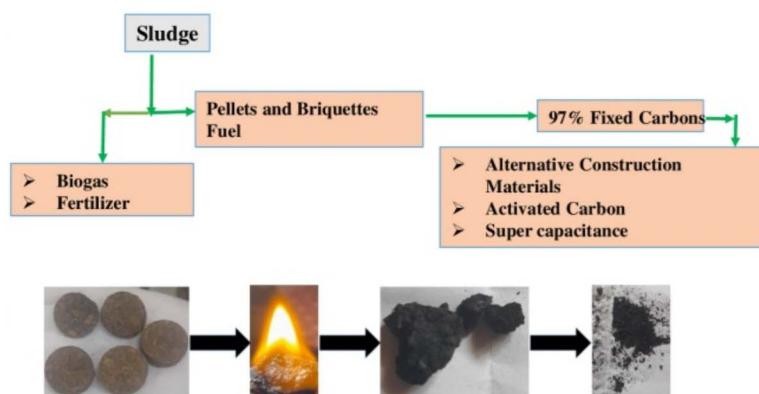 Sludge
Pellets and Briquettes
Fuel
97% Fixed Carbons
Biogas
Fertilizer
Alternative Construction
Materials
Activated Carbon
Super capacitance